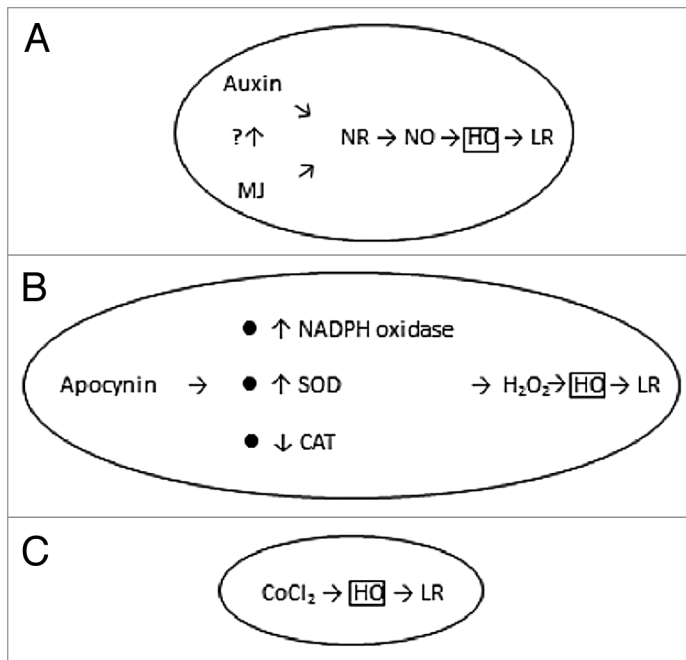 A
Auxin
↘
?↑ NR → NO → HO → LR
↗
MJ
B
● ↑ NADPH oxidase
Apocynin → ● ↑ SOD → H₂O₂→ HO → LR
● ↓ CAT
C
CoCl₂ → HO → LR